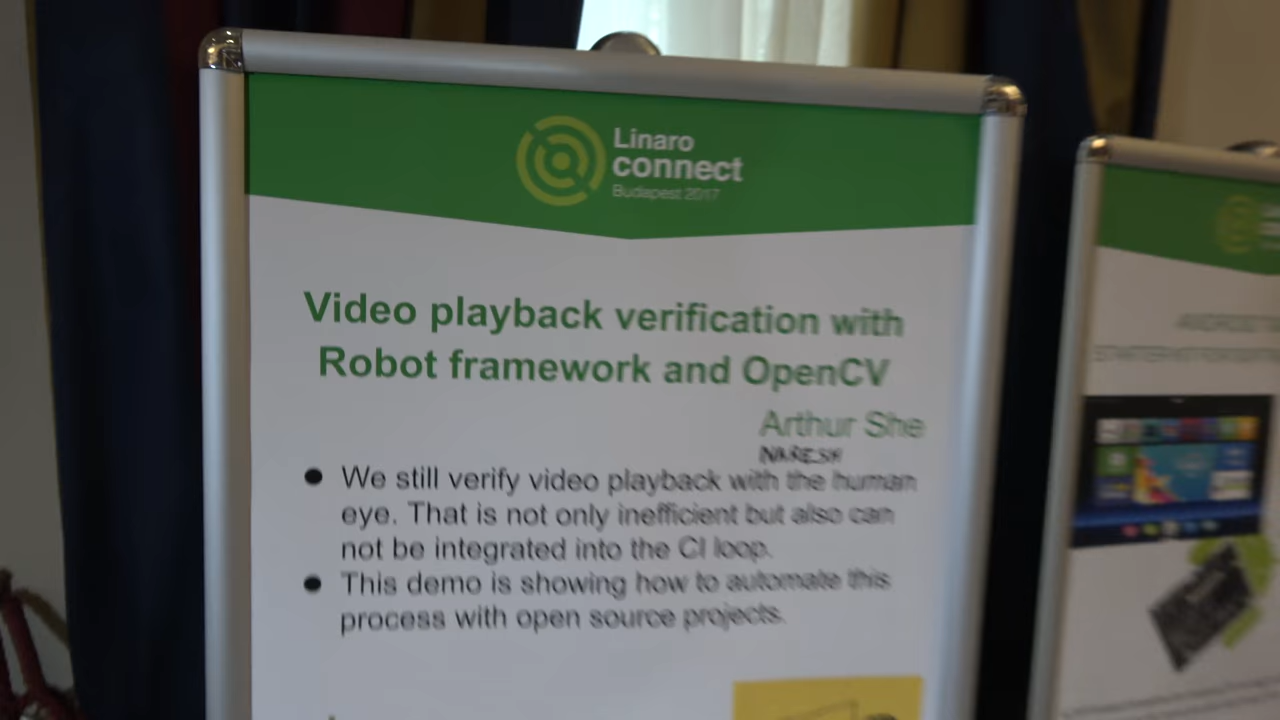 Linaro
connect
Budapest 2017
Video playback verification with
Robot framework and OpenCV
Arthur She
NARESH
● We still verify video playback with the human
eye. That is not only inefficient but also can
not be integrated into the CI loop.
● This demo is showing how to automate this
process with open source projects.